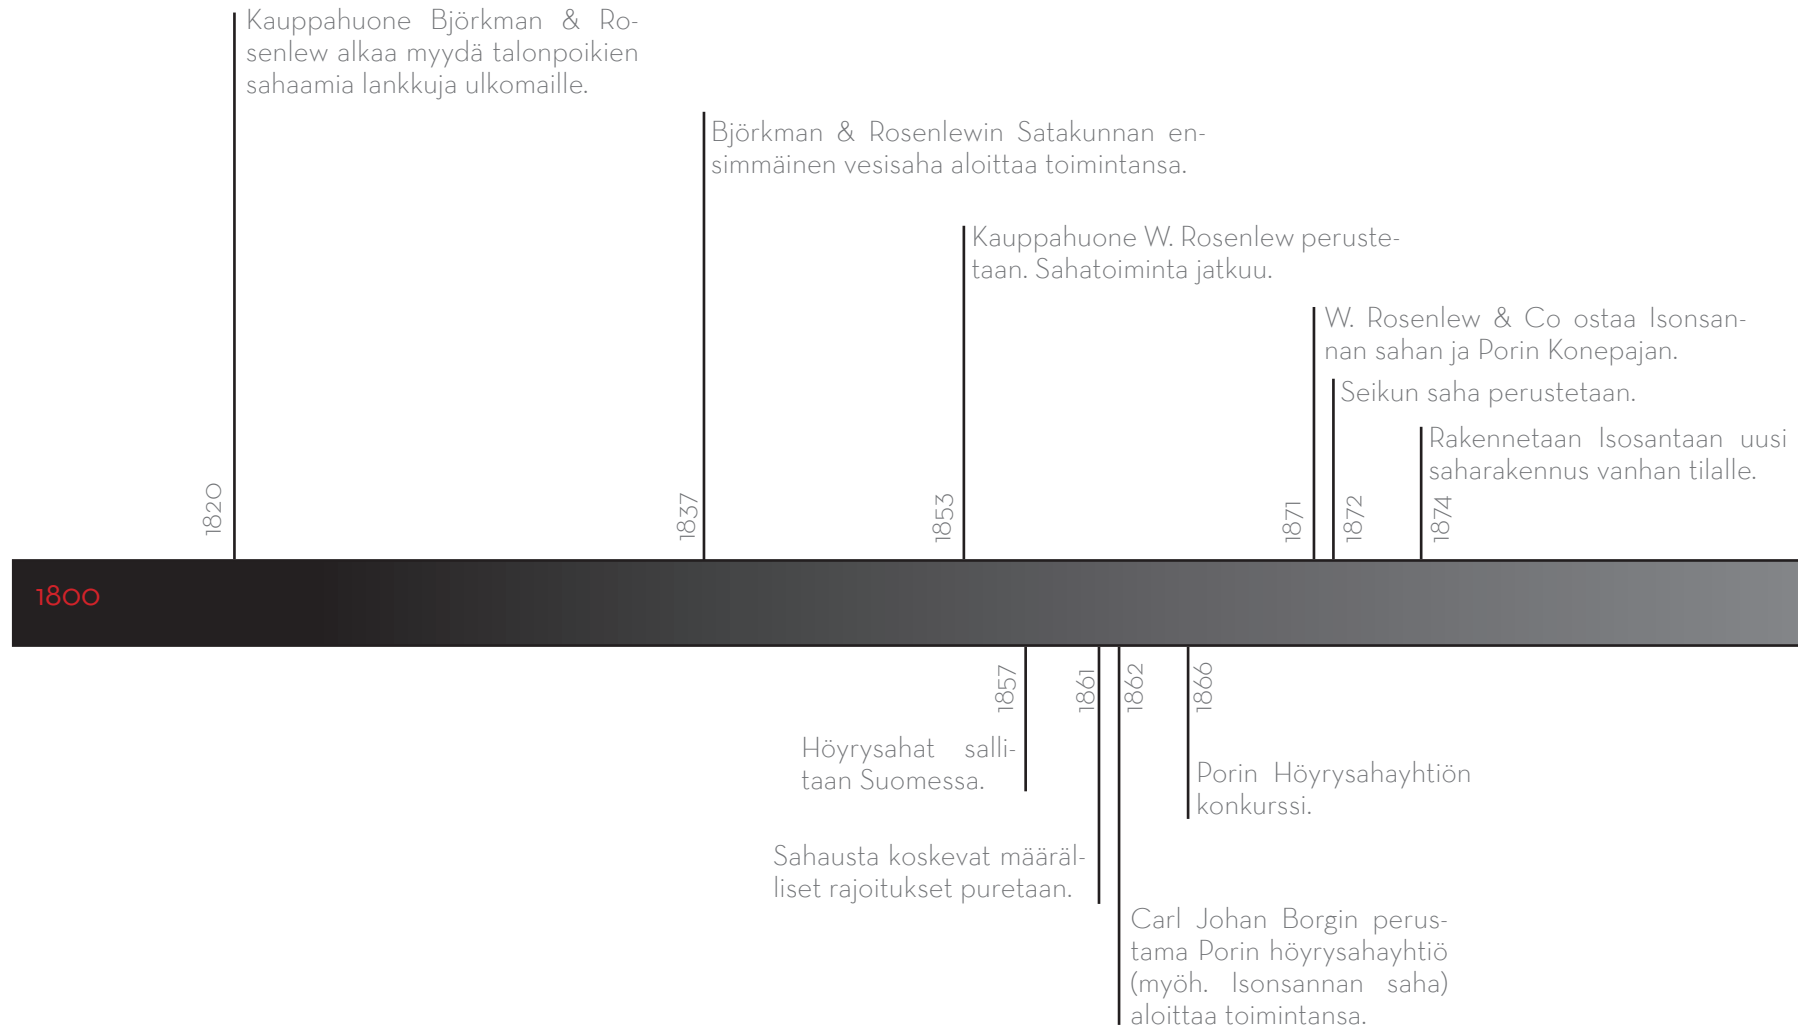 Kauppahuone Björkman & Ro-
senlew alkaa myydä talonpoikien
sahaamia lankkuja ulkomaille.
Björkman & Rosenlewin Satakunnan en-
simmäinen vesisaha aloittaa toimintansa.
Kauppahuone W. Rosenlew peruste-
taan. Sahatoiminta jatkuu.
W. Rosenlew & Co ostaa Isonsan-
nan sahan ja Porin Konepajan.
Seikun saha perustetaan.
Rakennetaan Isosantaan uusi
saharakennus vanhan tilalle.
1820
1837
1853
1871
1872
1874
1800
1857
1861
1862
1866
Höyrysahat salli-
taan Suomessa.
Porin Höyrysahayhtiön
konkurssi.
Sahausta koskevat määräl-
liset rajoitukset puretaan.
Carl Johan Borgin perus-
tama Porin höyrysahayhtiö
(myöh. Isonsannan saha)
aloittaa toimintansa.